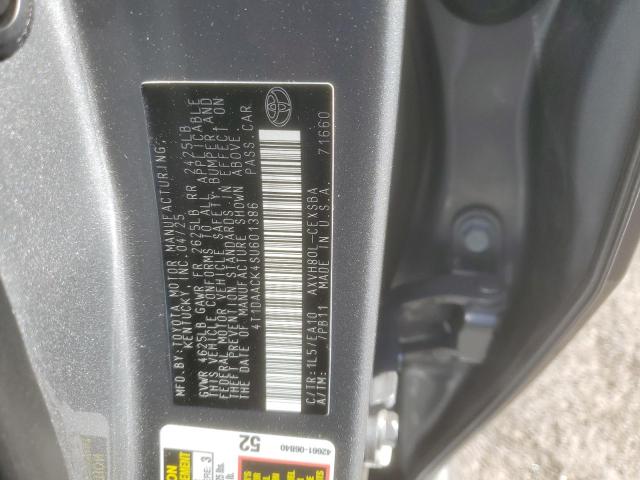 MFD.BY:TOYOTA MOTOR MANUFACTURING,
KENTUCKY, INC. 04/25
GVWR 4625LB GAWR FR 2625LB RR 2425LB
THIS VEHICLE CONFORMS TO ALL APPLICABLE
FEDERAL MOTOR VEHICLE SAFETY, BUMPER, AND
THEFT PREVENTION STANDARDS IN EFFECT ON
THE DATE OF MANUFACTURE SHOWN ABOVE.
4T1DAACK4SU601386 PASS. CAR
C/TR:1L5/EA10 AXVH80L-CEXSBA
A/TM: 7PB11 MADE IN U.S.A. 71660
52
42661-06840